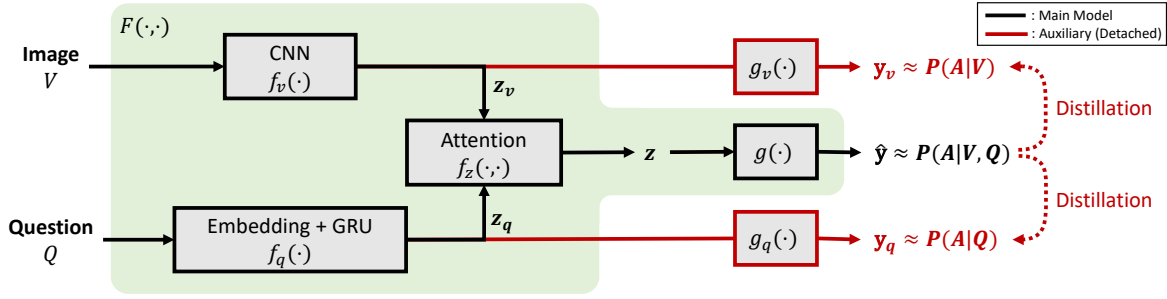 F(·,·)
: Main Model
: Auxiliary (Detached)
Image
V
CNN
f_v(·)
z_v
g_v(·)
y_v ≈ P(A|V)
Distillation
Attention
f_z(·,·)
z
g(·)
ŷ ≈ P(A|V, Q)
Distillation
Question
Q
Embedding + GRU
f_q(·)
z_q
g_q(·)
y_q ≈ P(A|Q)